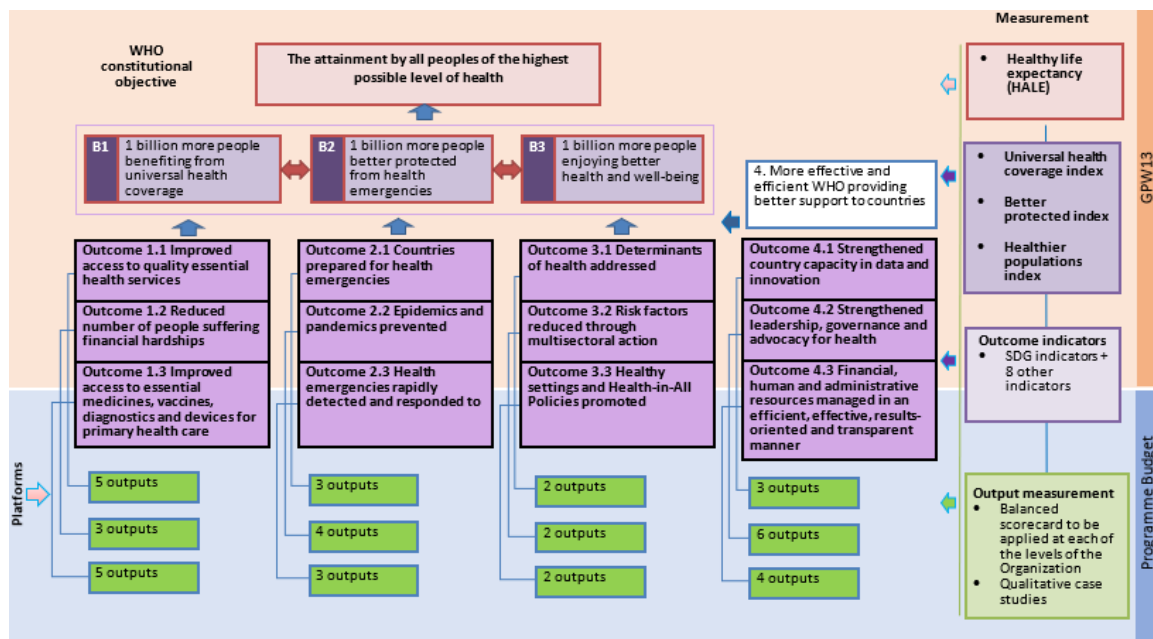 Measurement
WHO
constitutional
objective
The attainment by all peoples of the highest
possible level of health
• Healthy life
expectancy
(HALE)
B1
1 billion more people
benefiting from
universal health
coverage
B2
1 billion more people
better protected
from health
emergencies
B3
1 billion more people
enjoying better
health and well-being
4. More effective and
efficient WHO providing
better support to countries
• Universal health
coverage index
• Better
protected index
• Healthier
populations
index
GPW13
Outcome 1.1 Improved
access to quality essential
health services
Outcome 1.2 Reduced
number of people suffering
financial hardships
Outcome 1.3 Improved
access to essential
medicines, vaccines,
diagnostics and devices for
primary health care
Outcome 2.1 Countries
prepared for health
emergencies
Outcome 2.2 Epidemics and
pandemics prevented
Outcome 2.3 Health
emergencies rapidly
detected and responded to
Outcome 3.1 Determinants
of health addressed
Outcome 3.2 Risk factors
reduced through
multisectoral action
Outcome 3.3 Healthy
settings and Health-in-All
Policies promoted
Outcome 4.1 Strengthened
country capacity in data and
innovation
Outcome 4.2 Strengthened
leadership, governance and
advocacy for health
Outcome 4.3 Financial,
human and administrative
resources managed in an
efficient, effective, results-
oriented and transparent
manner
Outcome indicators
• SDG indicators +
8 other
indicators
Platforms
5 outputs
3 outputs
5 outputs
3 outputs
4 outputs
3 outputs
2 outputs
2 outputs
2 outputs
3 outputs
6 outputs
4 outputs
Output measurement
• Balanced
scorecard to be
applied at each of
the levels of the
Organization
• Qualitative case
studies
Programme Budget